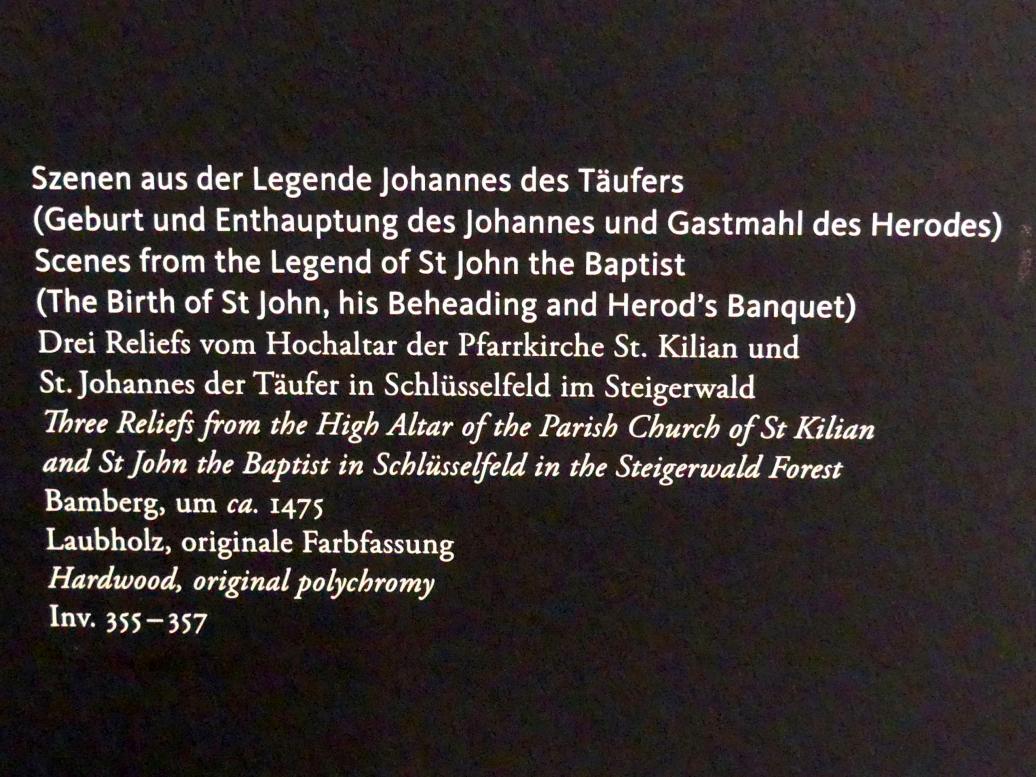 Szenen aus der Legende Johannes des Täufers
(Geburt und Enthauptung des Johannes und Gastmahl des Herodes)
Scenes from the Legend of St John the Baptist
(The Birth of St John, his Beheading and Herod's Banquet)
Drei Reliefs vom Hochaltar der Pfarrkirche St. Kilian und
St. Johannes der Täufer in Schlüsselfeld im Steigerwald
Three Reliefs from the High Altar of the Parish Church of St Kilian
and St John the Baptist in Schlüsselfeld in the Steigerwald Forest
Bamberg, um ca. 1475
Laubholz, originale Farbfassung
Hardwood, original polychromy
Inv. 355–357